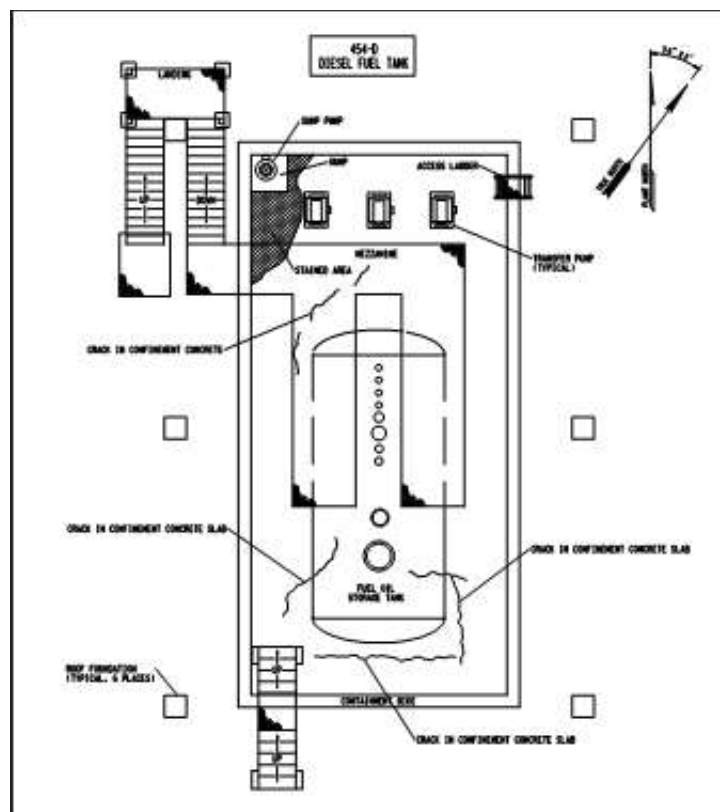 454-D
DIESEL FUEL TANK
LANDING
SUMP PUMP
SUMP
ACCESS LADDER
TRUE NORTH
PLANT NORTH
UP
DOWN
MEZZANINE
STAINED AREA
TRANSFER PUMP
(TYPICAL)
CRACK IN CONFINEMENT CONCRETE
CRACK IN CONFINEMENT CONCRETE SLAB
CRACK IN CONFINEMENT CONCRETE SLAB
FUEL OIL
STORAGE TANK
ROOF FOUNDATION
(TYPICAL, 6 PLACES)
UP
CONTAINMENT DIKE
CRACK IN CONFINEMENT CONCRETE SLAB
UP